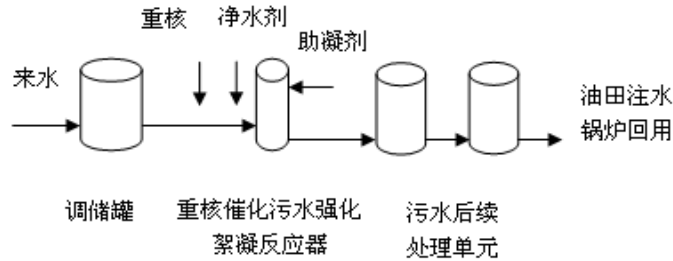 重核
净水剂
助凝剂
来水
油田注水
锅炉回用
调储罐
重核催化污水强化
絮凝反应器
污水后续
处理单元